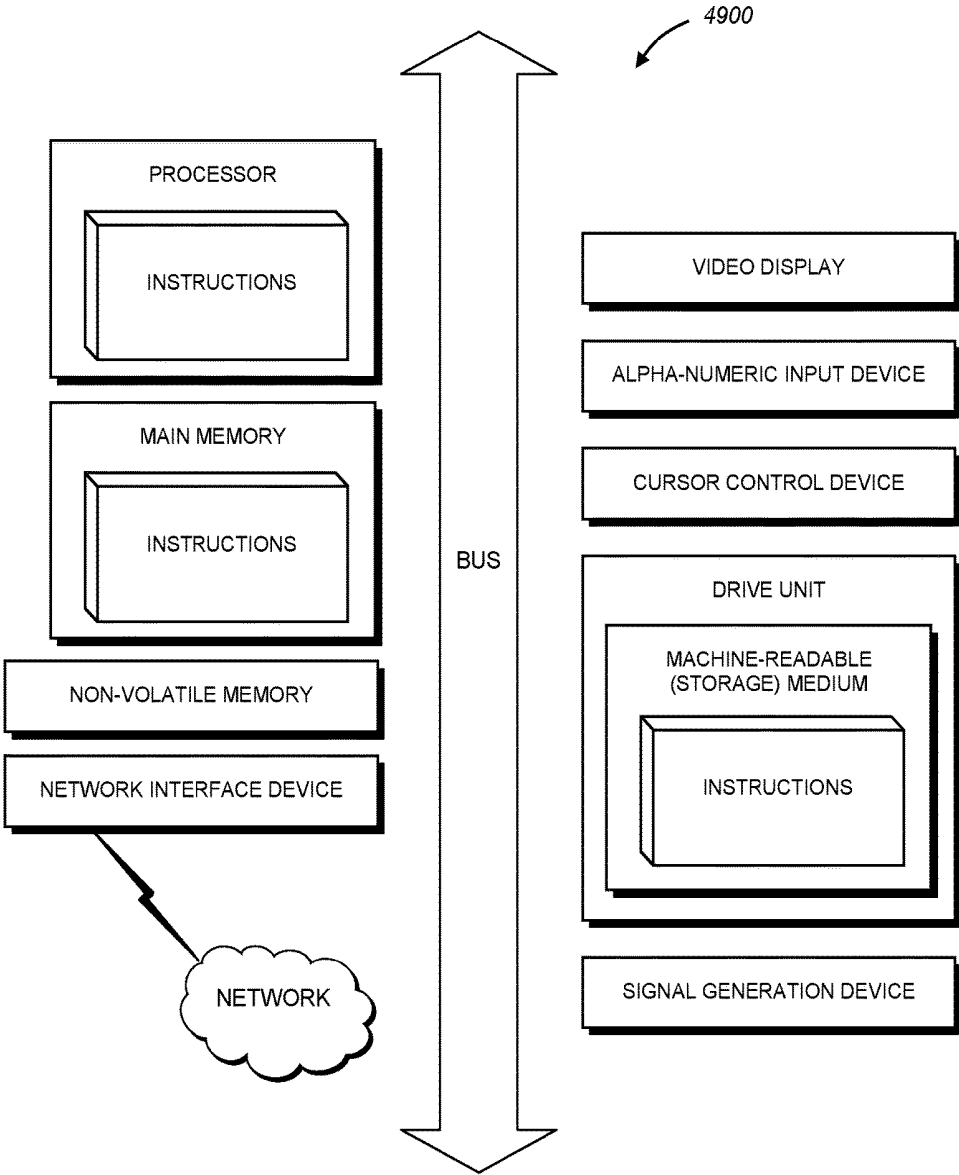 4900
PROCESSOR
INSTRUCTIONS
MAIN MEMORY
INSTRUCTIONS
NON-VOLATILE MEMORY
NETWORK INTERFACE DEVICE
NETWORK
BUS
VIDEO DISPLAY
ALPHA-NUMERIC INPUT DEVICE
CURSOR CONTROL DEVICE
DRIVE UNIT
MACHINE-READABLE
(STORAGE) MEDIUM
INSTRUCTIONS
SIGNAL GENERATION DEVICE